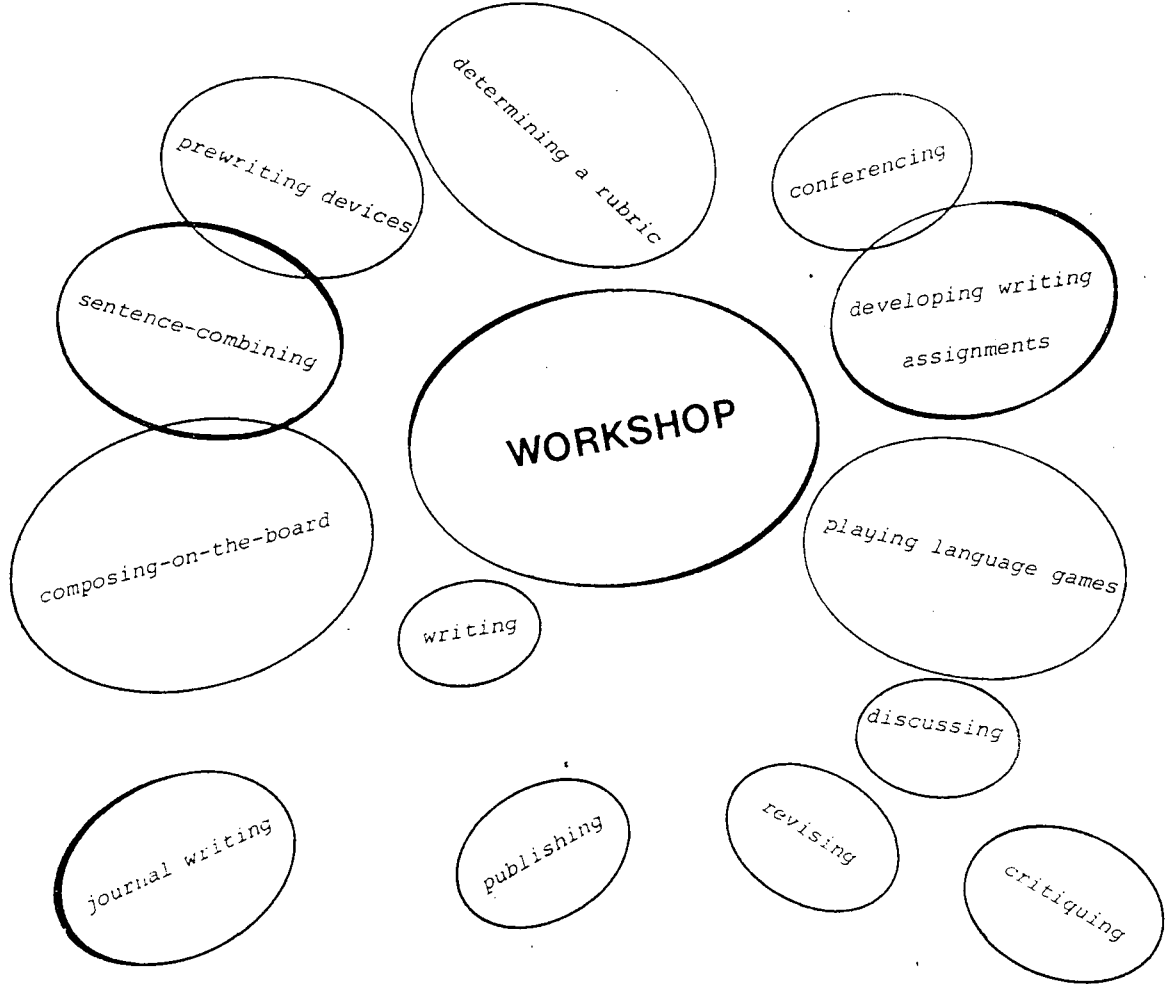 determining a rubric
prewriting devices
conferencing
sentence-combining
developing writing
assignments
WORKSHOP
composing-on-the-board
playing language games
writing
discussing
journal writing
publishing
revising
critiquing